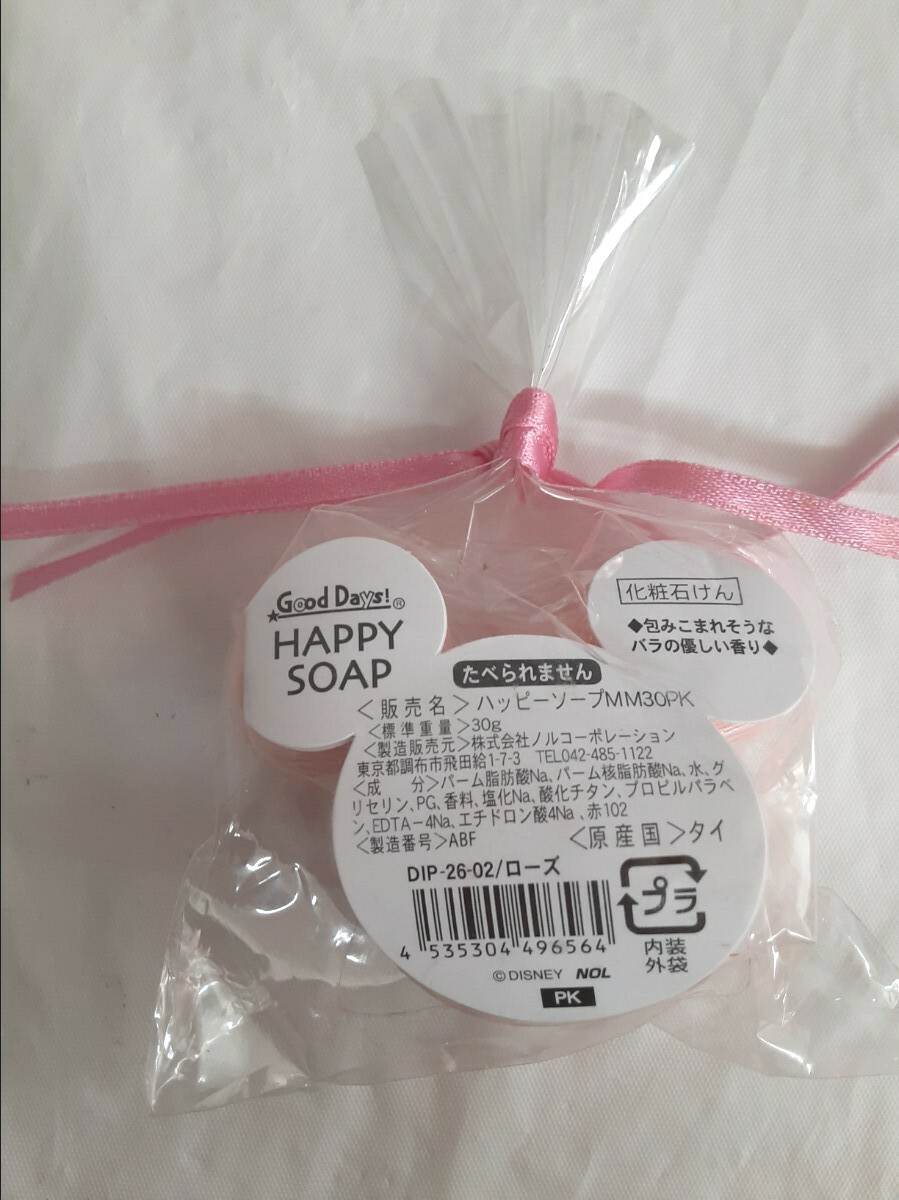 Good Days!®
HAPPY
SOAP
化粧石けん
◆包みこまれそうな
バラの優しい香り◆
たべられません
＜販売名＞ハッピーソープMM30PK
＜標準重量＞30g
＜製造販売元＞株式会社ノルコーポレーション
東京都調布市飛田給1-7-3 TEL042-485-1122
＜成　分＞パーム脂肪酸Na、パーム核脂肪酸Na、水、グ
リセリン、PG、香料、塩化Na、酸化チタン、プロピルパラベ
ン、EDTA－4Na、エチドロン酸4Na、赤102
＜製造番号＞ABF ＜原産国＞タイ
DIP-26-02/ローズ
4 535304 496564
プラ
内装
外袋
©DISNEY NOL
PK